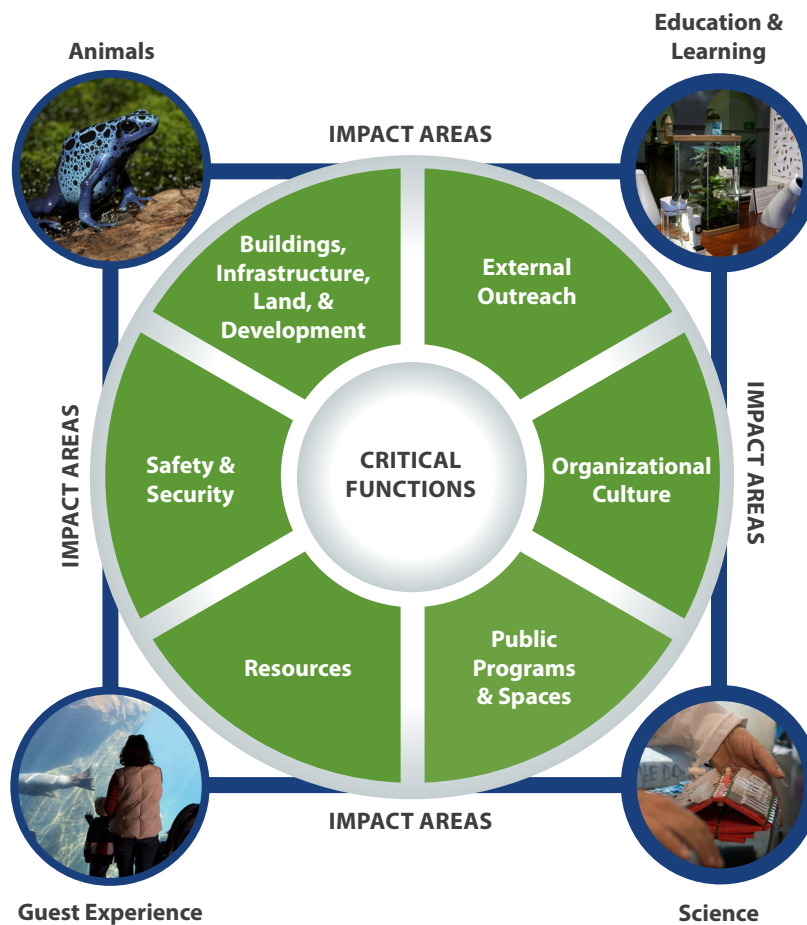 Animals
Education &
Learning
IMPACT AREAS
Buildings,
Infrastructure,
Land, &
Development
External
Outreach
IMPACT AREAS
Safety &
Security
CRITICAL
FUNCTIONS
Organizational
Culture
IMPACT AREAS
Resources
Public
Programs
& Spaces
IMPACT AREAS
Guest Experience
Science